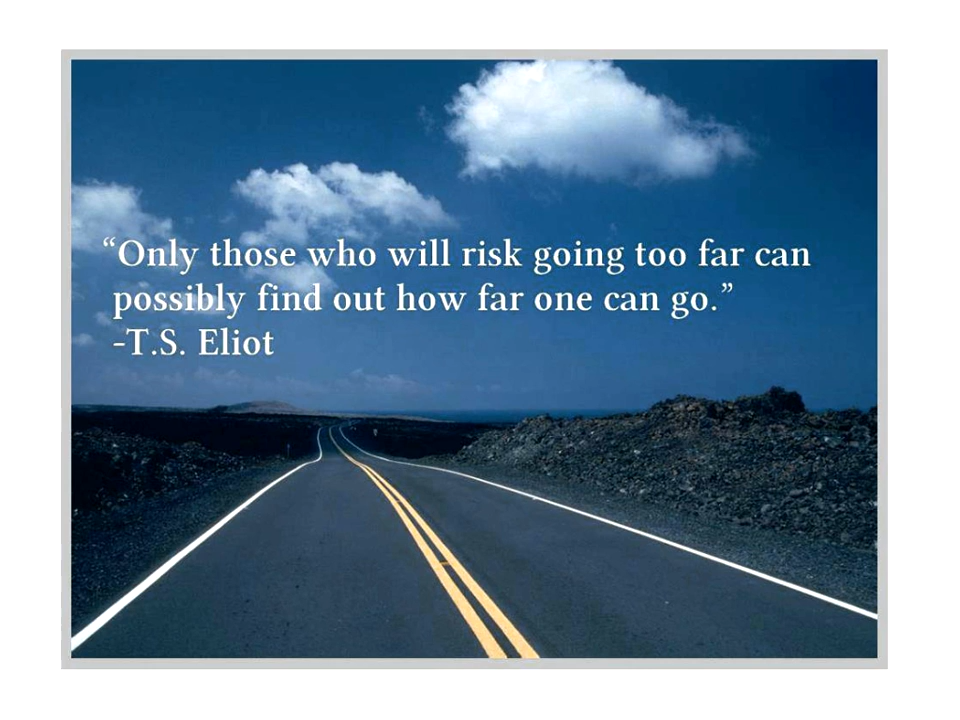 “Only those who will risk going too far can
possibly find out how far one can go.”
-T.S. Eliot